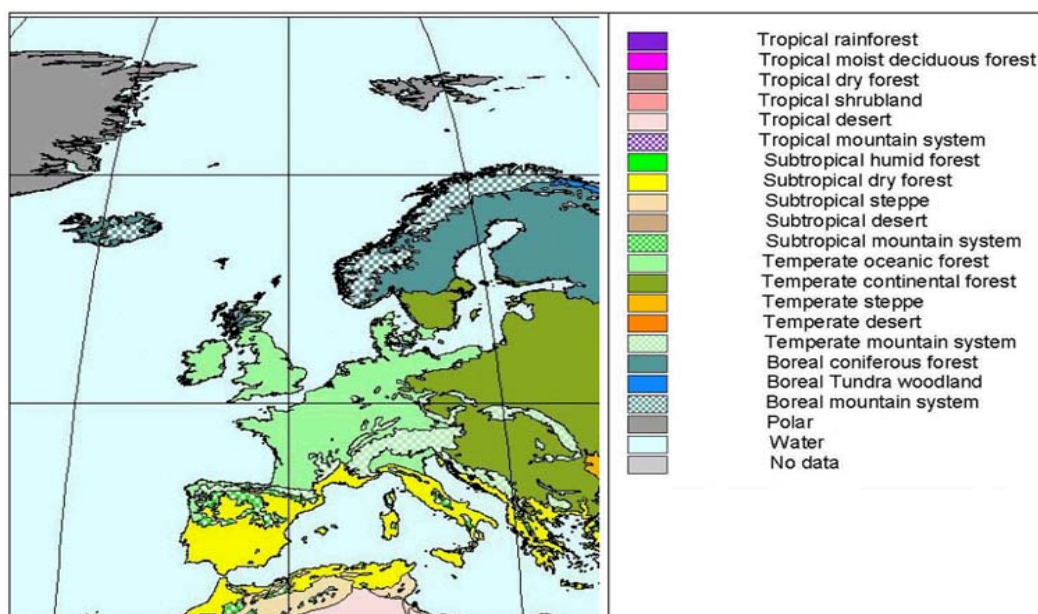 Tropical rainforest
Tropical moist deciduous forest
Tropical dry forest
Tropical shrubland
Tropical desert
Tropical mountain system
Subtropical humid forest
Subtropical dry forest
Subtropical steppe
Subtropical desert
Subtropical mountain system
Temperate oceanic forest
Temperate continental forest
Temperate steppe
Temperate desert
Temperate mountain system
Boreal coniferous forest
Boreal Tundra woodland
Boreal mountain system
Polar
Water
No data